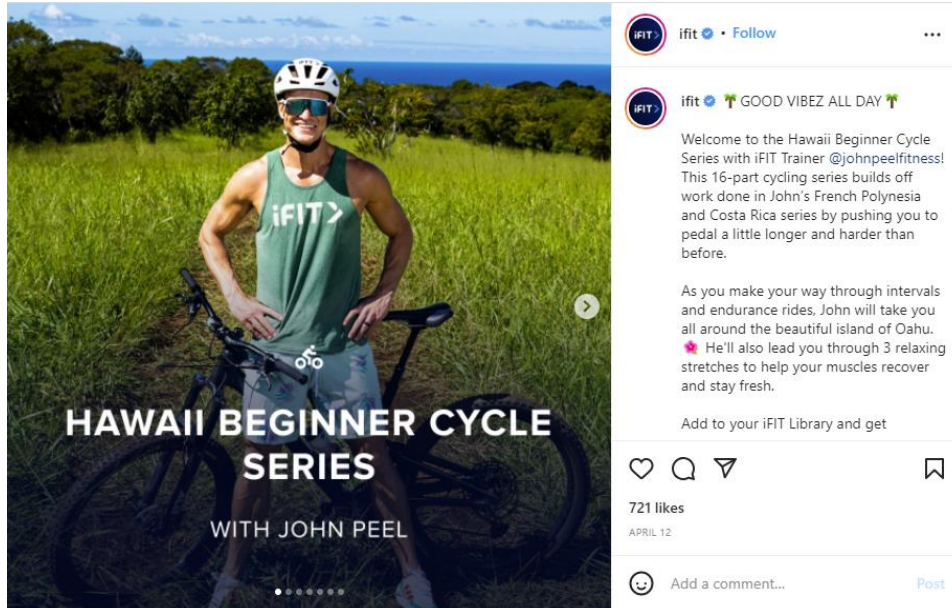 iFIT>
HAWAII BEGINNER CYCLE
SERIES
WITH JOHN PEEL
iFIT>
ifit • Follow
iFIT>
ifit 🌴GOOD VIBEZ ALL DAY🌴
Welcome to the Hawaii Beginner Cycle
Series with iFIT Trainer @johnpeelfitness!
This 16-part cycling series builds off
work done in John's French Polynesia
and Costa Rica series by pushing you to
pedal a little longer and harder than
before.
As you make your way through intervals
and endurance rides, John will take you
all around the beautiful island of Oahu.
🌺 He'll also lead you through 3 relaxing
stretches to help your muscles recover
and stay fresh.
Add to your iFIT Library and get
721 likes
APRIL 12
Add a comment...
Post